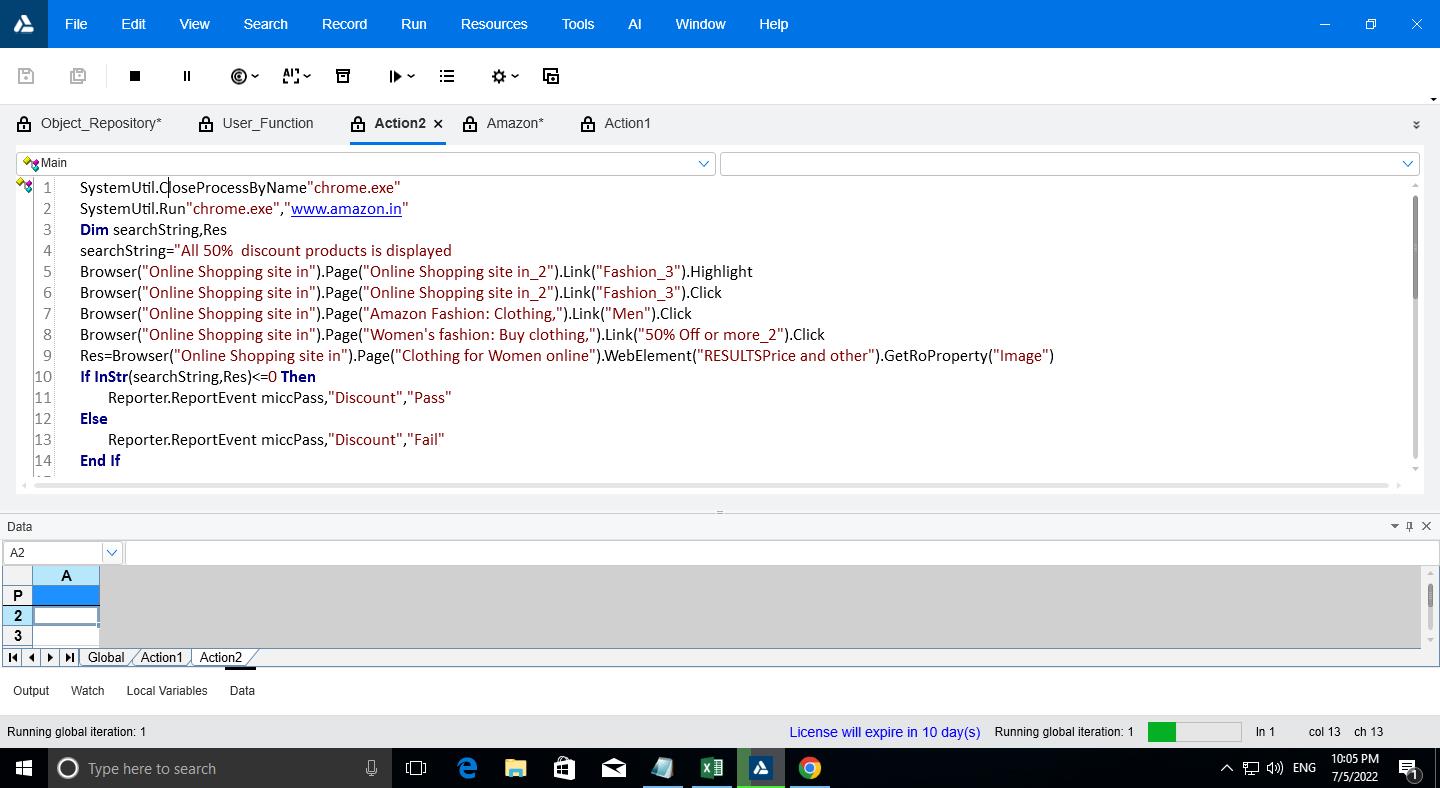 File Edit View Search Record Run Resources Tools AI Window Help
Object_Repository* User_Function Action2 Amazon* Action1
Main
1 SystemUtil.CloseProcessByName"chrome.exe"
2 SystemUtil.Run"chrome.exe","www.amazon.in"
3 Dim searchString,Res
4 searchString="All 50%  discount products is displayed
5 Browser("Online Shopping site in").Page("Online Shopping site in_2").Link("Fashion_3").Highlight
6 Browser("Online Shopping site in").Page("Online Shopping site in_2").Link("Fashion_3").Click
7 Browser("Online Shopping site in").Page("Amazon Fashion: Clothing,").Link("Men").Click
8 Browser("Online Shopping site in").Page("Women's fashion: Buy clothing,").Link("50% Off or more_2").Click
9 Res=Browser("Online Shopping site in").Page("Clothing for Women online").WebElement("RESULTSPrice and other").GetRoProperty("Image")
10 If InStr(searchString,Res)<=0 Then
11 Reporter.ReportEvent miccPass,"Discount","Pass"
12 Else
13 Reporter.ReportEvent miccPass,"Discount","Fail"
14 End If
Data
A2
A
P
2
3
Global Action1 Action2
Output Watch Local Variables Data
Running global iteration: 1 License will expire in 10 day(s) Running global iteration: 1 ln 1 col 13 ch 13
Type here to search ENG 10:05 PM
7/5/2022 1